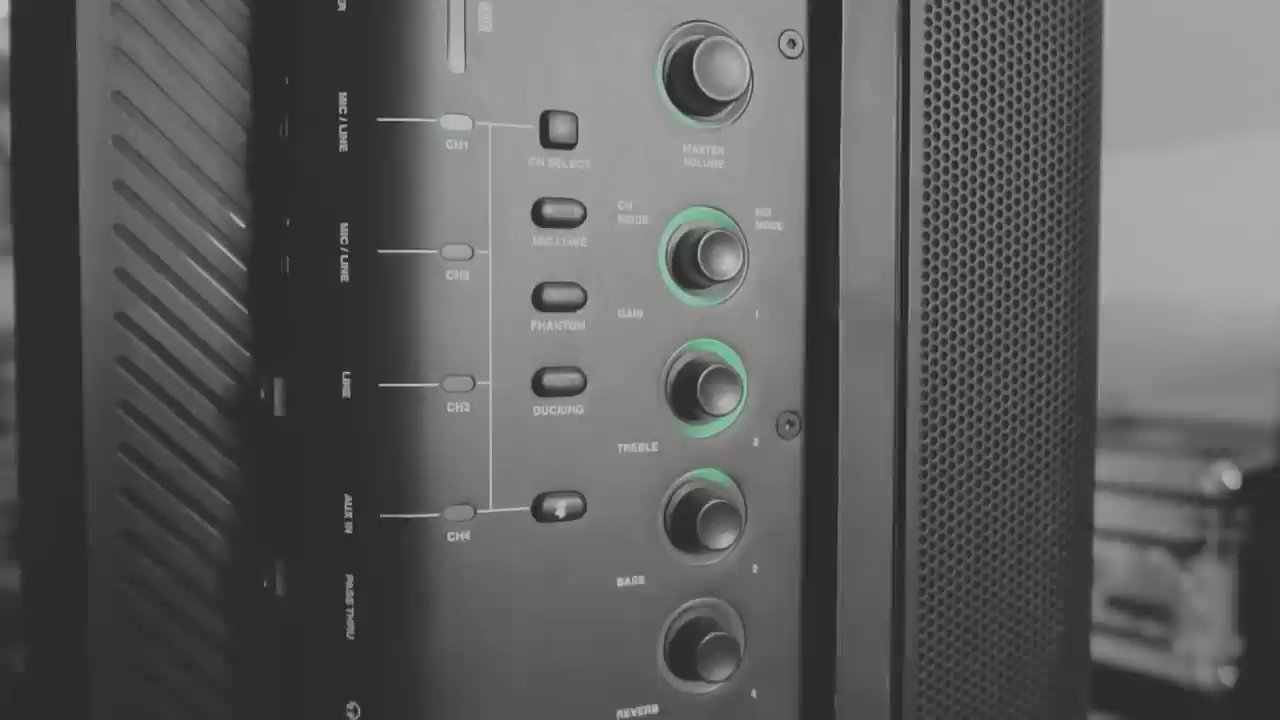 MIC / LINE
MIC / LINE
LINE
AUX IN
PASS THRU
CH1
CH2
CH3
CH4
CH SELECT
MIC / LINE
PHANTOM
DUCKING
MASTER
VOLUME
CH
MODE
MIX
MODE
GAIN
1
TREBLE
2
BASS
REVERB
4